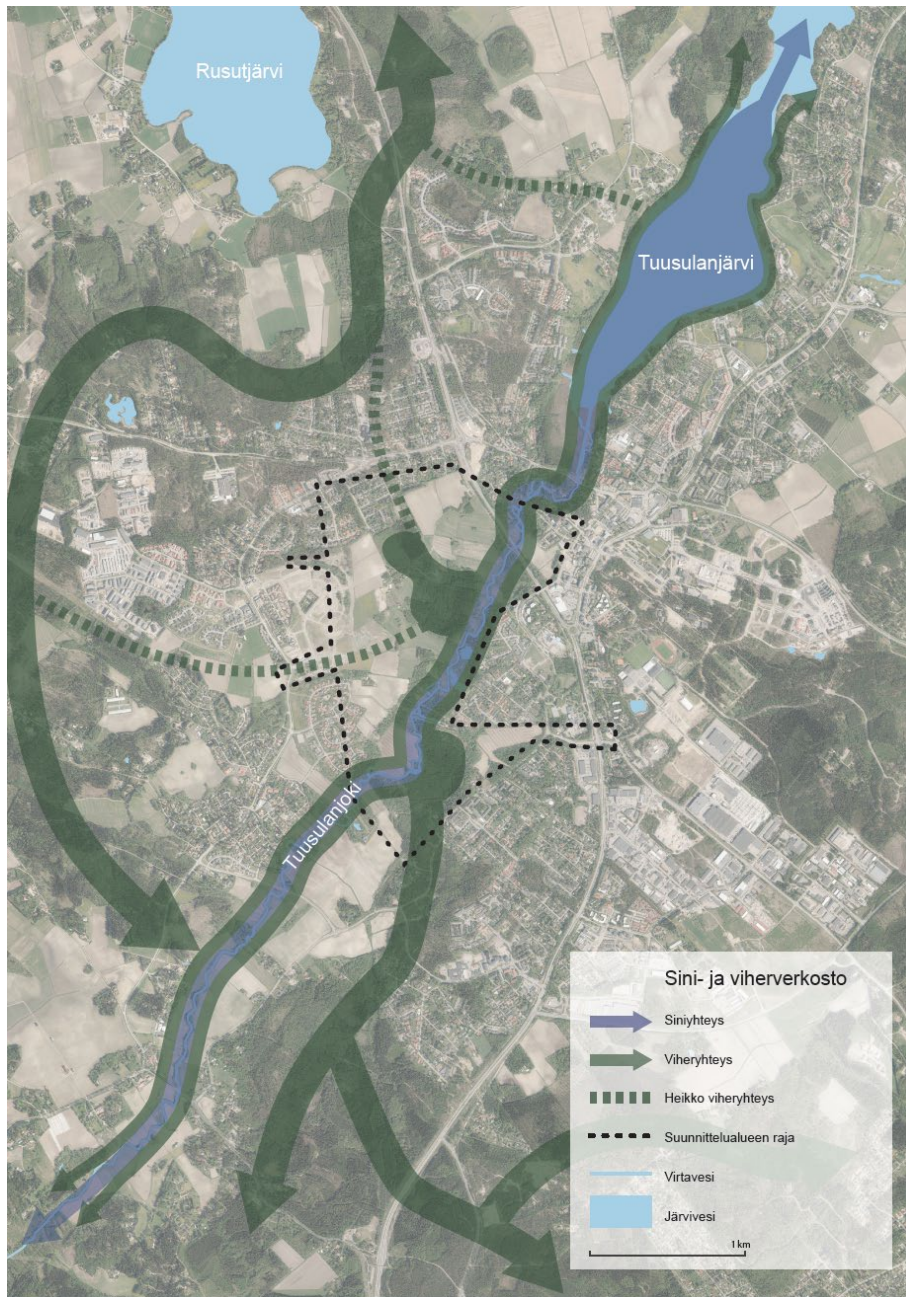 Rusutjärvi
Tuusulanjärvi
Tuusulanjoki
Sini- ja viherverkosto
Siniyhteys
Viheryhteys
Heikko viheryhteys
Suunnittelualueen raja
Virtavesi
Järvivesi
1 km